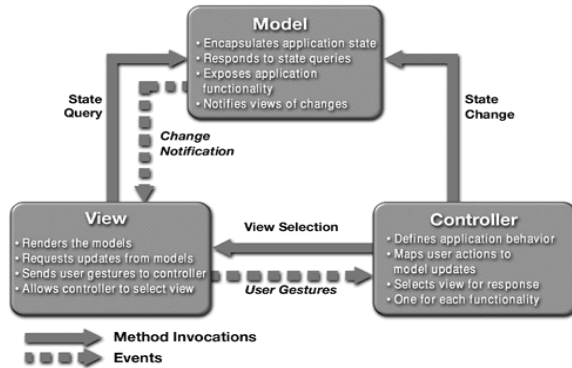 Model
• Encapsulates application state
• Responds to state queries
• Exposes application
functionality
• Notifies views of changes
State
Query
Change
Notification
State
Change
View
• Renders the models
• Requests updates from models
• Sends user gestures to controller
• Allows controller to select view
View Selection
User Gestures
Controller
• Defines application behavior
• Maps user actions to
model updates
• Selects view for response
• One for each functionality
Method Invocations
Events